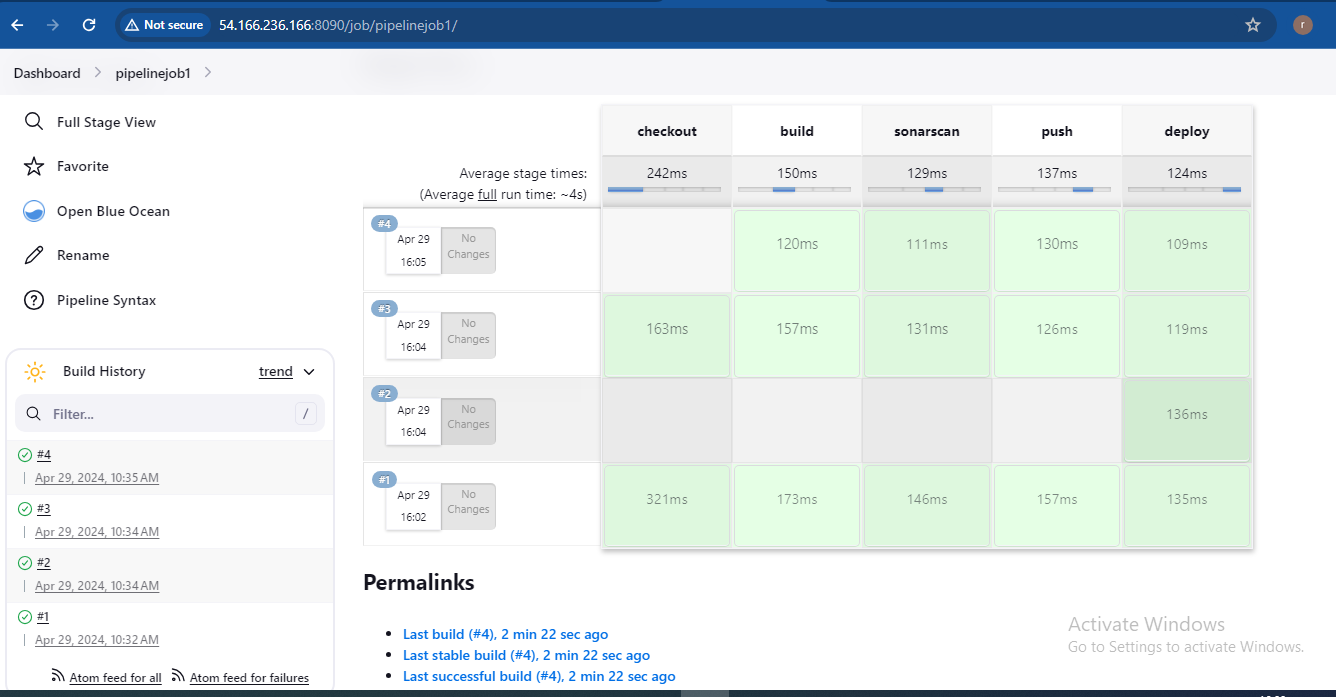 Not secure 54.166.236.166:8090/job/pipelinejob1/ r
Dashboard pipelinejob1
Full Stage View
Favorite
Open Blue Ocean
Rename
Pipeline Syntax
Build History trend
Filter... /
#4
Apr 29, 2024, 10:35 AM
#3
Apr 29, 2024, 10:34 AM
#2
Apr 29, 2024, 10:34 AM
#1
Apr 29, 2024, 10:32 AM
Atom feed for all Atom feed for failures
checkout build sonarscan push deploy
Average stage times: 242ms 150ms 129ms 137ms 124ms
(Average full run time: ~4s)
#4
Apr 29 No
16:05 Changes
120ms 111ms 130ms 109ms
#3
Apr 29 No
16:04 Changes
163ms 157ms 131ms 126ms 119ms
#2
Apr 29 No
16:04 Changes
136ms
#1
Apr 29 No
16:02 Changes
321ms 173ms 146ms 157ms 135ms
Permalinks
Last build (#4), 2 min 22 sec ago
Last stable build (#4), 2 min 22 sec ago
Last successful build (#4), 2 min 22 sec ago
Activate Windows
Go to Settings to activate Windows.